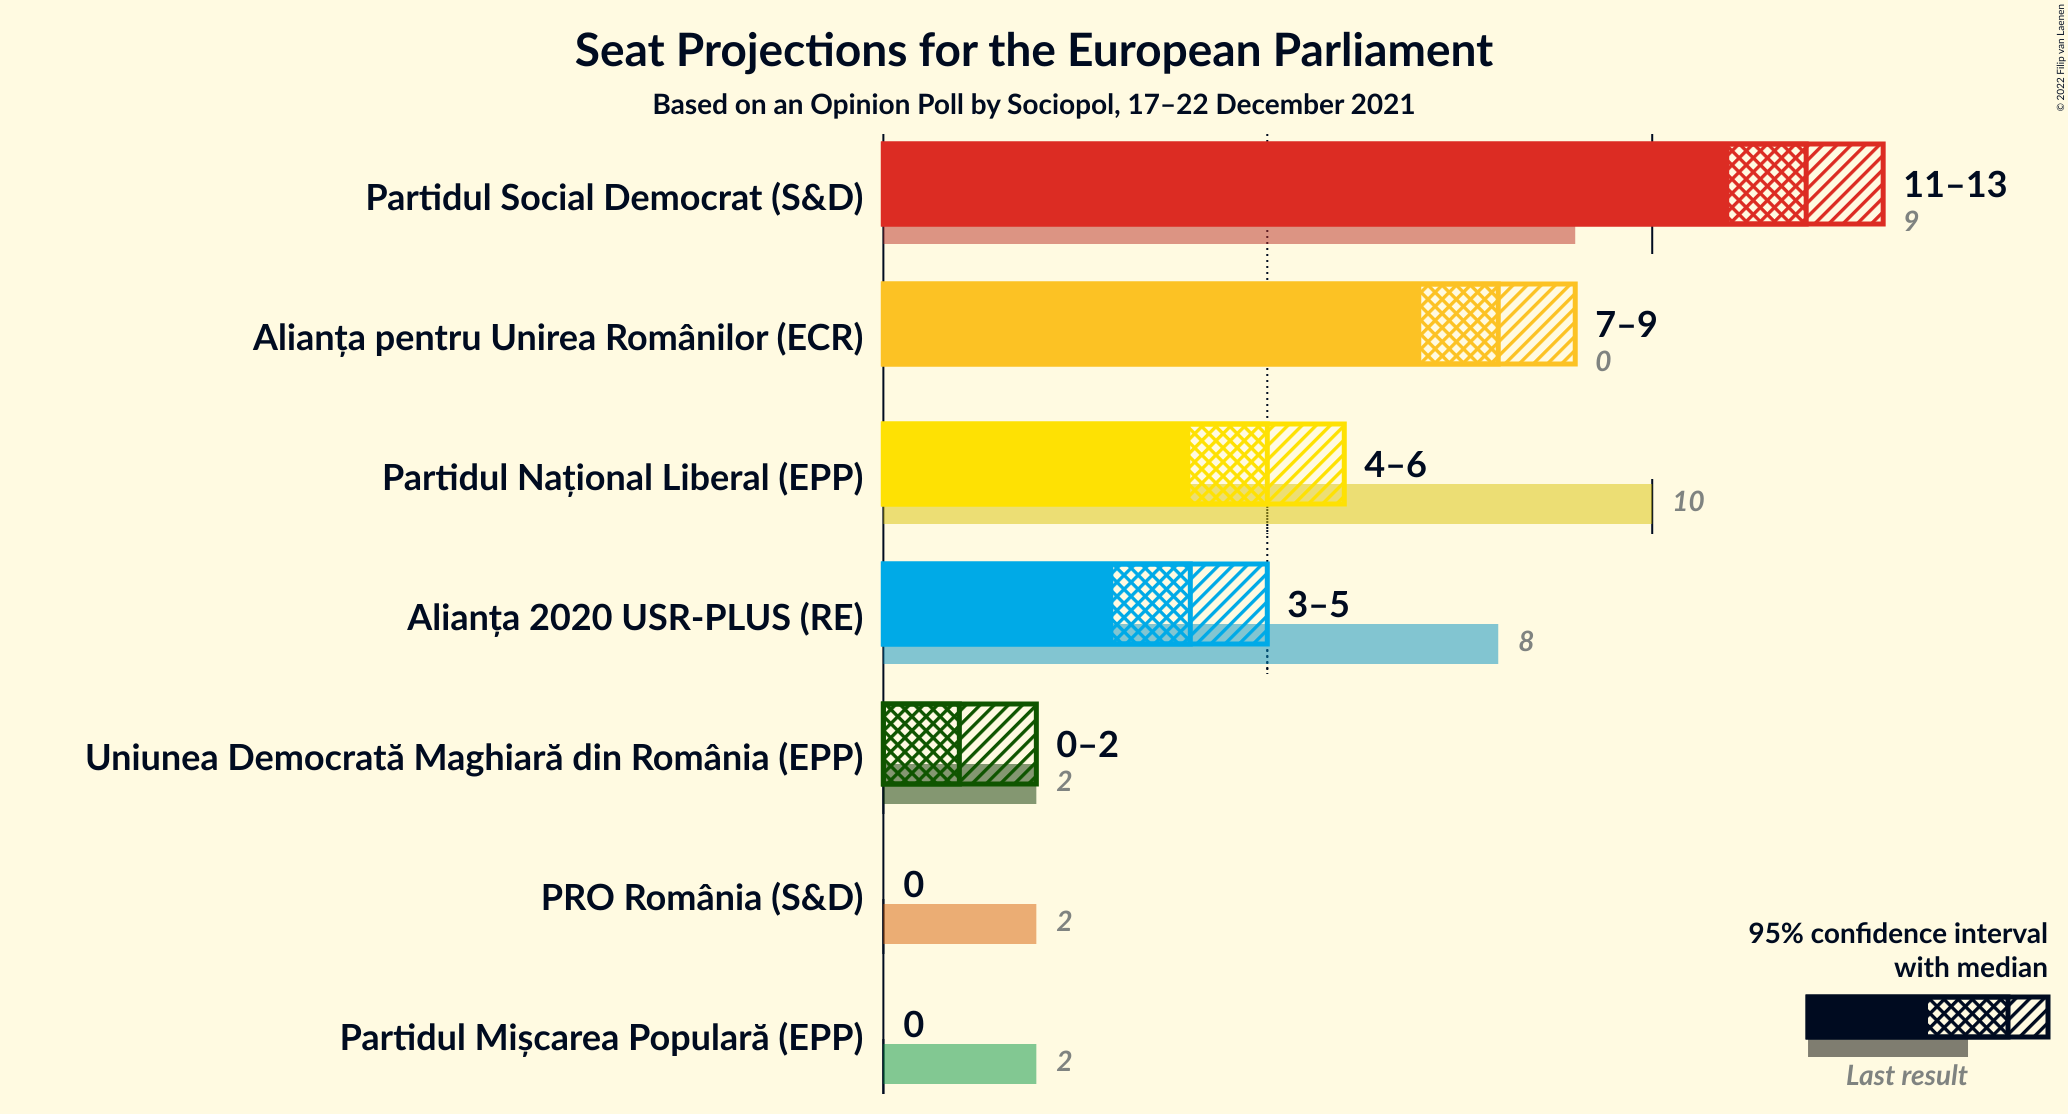 Seat Projections for the European Parliament
Based on an Opinion Poll by Sociopol, 17–22 December 2021
© 2022 Filip van Laenen
Partidul Social Democrat (S&D)
11–13
9
Alianța pentru Unirea Românilor (ECR)
7–9
0
Partidul Național Liberal (EPP)
4–6
10
Alianța 2020 USR-PLUS (RE)
3–5
8
Uniunea Democrată Maghiară din România (EPP)
0–2
2
PRO România (S&D)
0
2
Partidul Mișcarea Populară (EPP)
0
2
95% confidence interval
with median
Last result